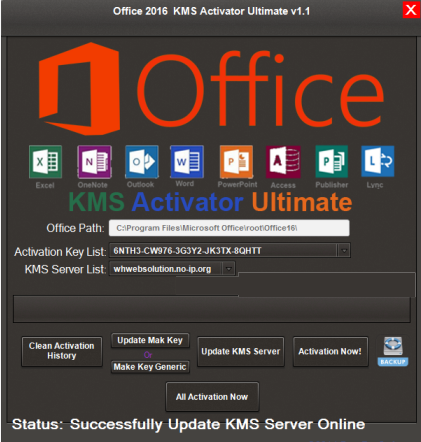 Office 2016 KMS Activator Ultimate v1.1
X
Office
Excel OneNote Outlook Word PowerPoint Access Publisher Lync
KMS Activator Ultimate
Office Path: C:\Program Files\Microsoft Office\root\Office16\
Activation Key List: 6NTH3-CW976-3G3Y2-JK3TX-8QHTT
KMS Server List: whwebsolution.no-ip.org
Clean Activation
History
Update Mak Key
Or
Make Key Generic
Update KMS Server
Activation Now!
BACKUP
All Activation Now
Status: Successfully Update KMS Server Online